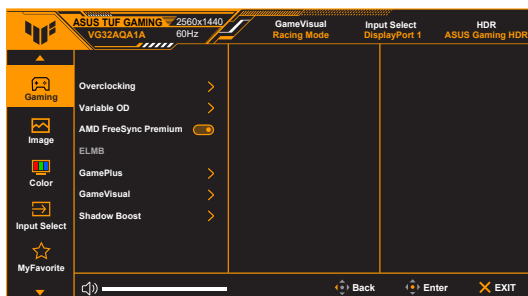 ASUS TUF GAMING 2560x1440
VG32AQA1A 60Hz
GameVisual
Racing Mode
Input Select
DisplayPort 1
HDR
ASUS Gaming HDR
Gaming
Image
Color
Input Select
MyFavorite
Overclocking
Variable OD
AMD FreeSync Premium
ELMB
GamePlus
GameVisual
Shadow Boost
Back
Enter
EXIT